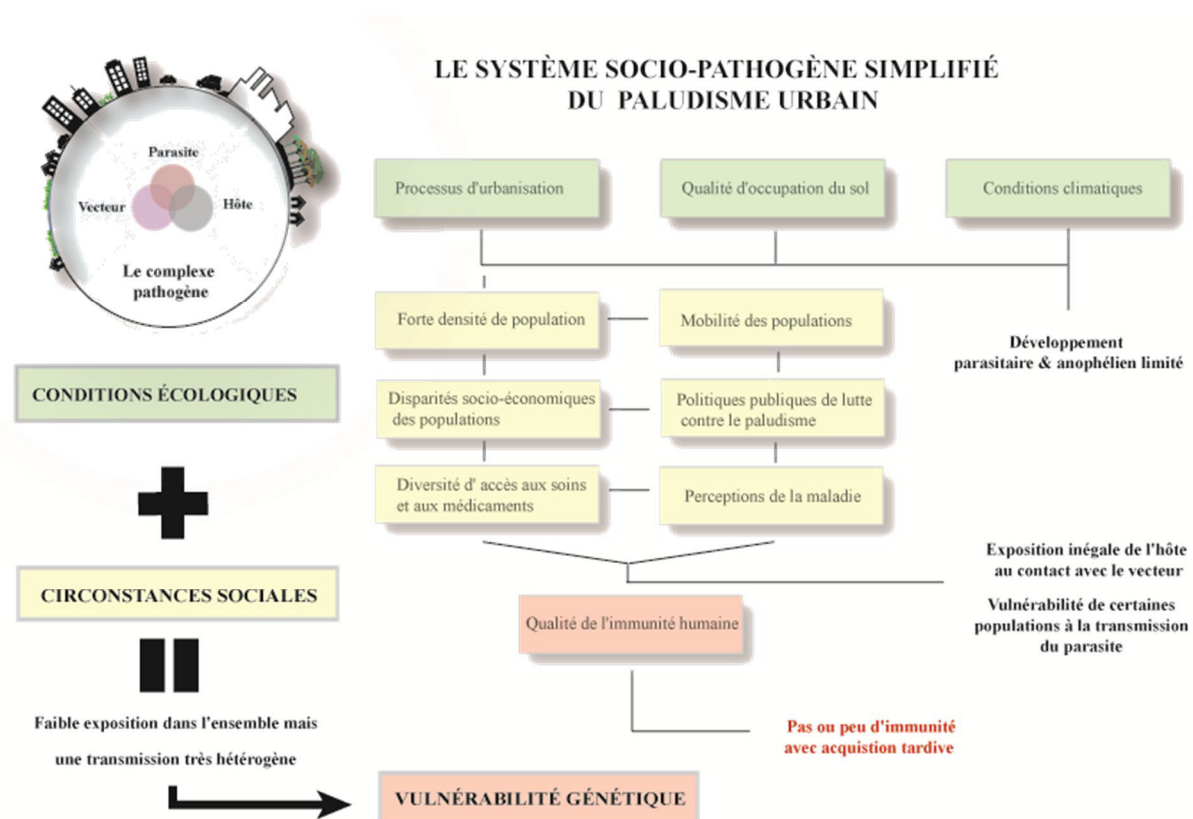 LE SYSTÈME SOCIO-PATHOGÈNE SIMPLIFIÉ
DU PALUDISME URBAIN
Parasite
Vecteur
Hôte
Le complexe
pathogène
Processus d'urbanisation
Qualité d'occupation du sol
Conditions climatiques
Forte densité de population
Mobilité des populations
Développement
parasitaire & anophélien limité
CONDITIONS ÉCOLOGIQUES
Disparités socio-économiques
des populations
Politiques publiques de lutte
contre le paludisme
Diversité d' accès aux soins
et aux médicaments
Perceptions de la maladie
Exposition inégale de l'hôte
au contact avec le vecteur
Vulnérabilité de certaines
populations à la transmission
du parasite
CIRCONSTANCES SOCIALES
Qualité de l'immunité humaine
Faible exposition dans l'ensemble mais
une transmission très hétérogène
Pas ou peu d'immunité
avec acquistion tardive
VULNÉRABILITÉ GÉNÉTIQUE